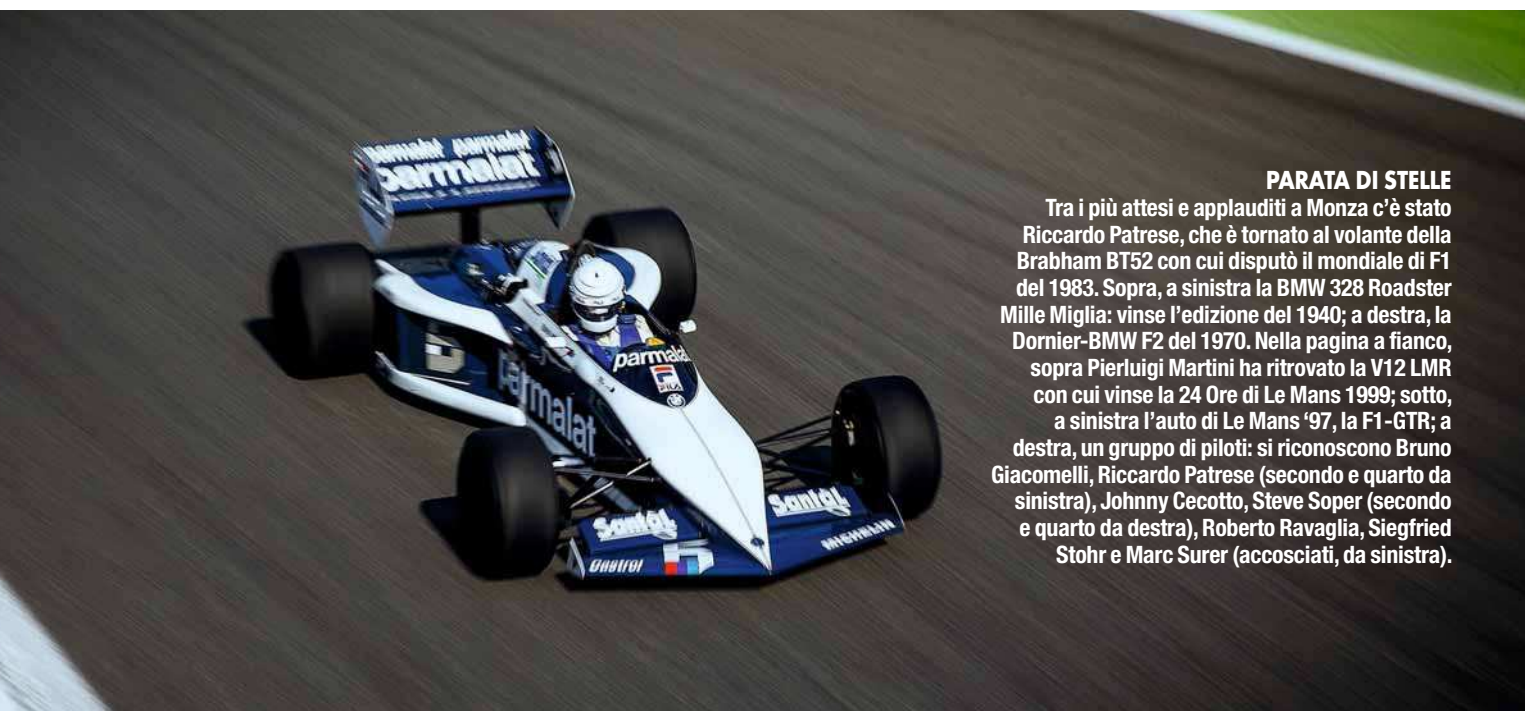 parmalat parmalat
parmalat
PARATA DI STELLE
Tra i più attesi e applauditi a Monza c’è stato
Riccardo Patrese, che è tornato al volante della
Brabham BT52 con cui disputò il mondiale di F1
del 1983. Sopra, a sinistra la BMW 328 Roadster
Mille Miglia: vinse l’edizione del 1940; a destra, la
Dornier-BMW F2 del 1970. Nella pagina a fianco,
sopra Pierluigi Martini ha ritrovato la V12 LMR
con cui vinse la 24 Ore di Le Mans 1999; sotto,
a sinistra l’auto di Le Mans ‘97, la F1-GTR; a
destra, un gruppo di piloti: si riconoscono Bruno
Giacomelli, Riccardo Patrese (secondo e quarto da
sinistra), Johnny Cecotto, Steve Soper (secondo
e quarto da destra), Roberto Ravaglia, Siegfried
Stohr e Marc Surer (accosciati, da sinistra).
parmalat
FILA
parmalat
Santàl
Santàl
Castrol
MICHELIN